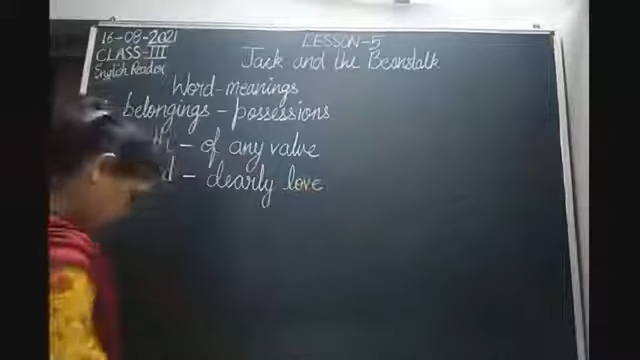 16-08-2021
CLASS-III
English Reader
LESSON-5
Jack and the Beanstalk
Word-meanings
belongings - possessions
- of any value
- dearly love